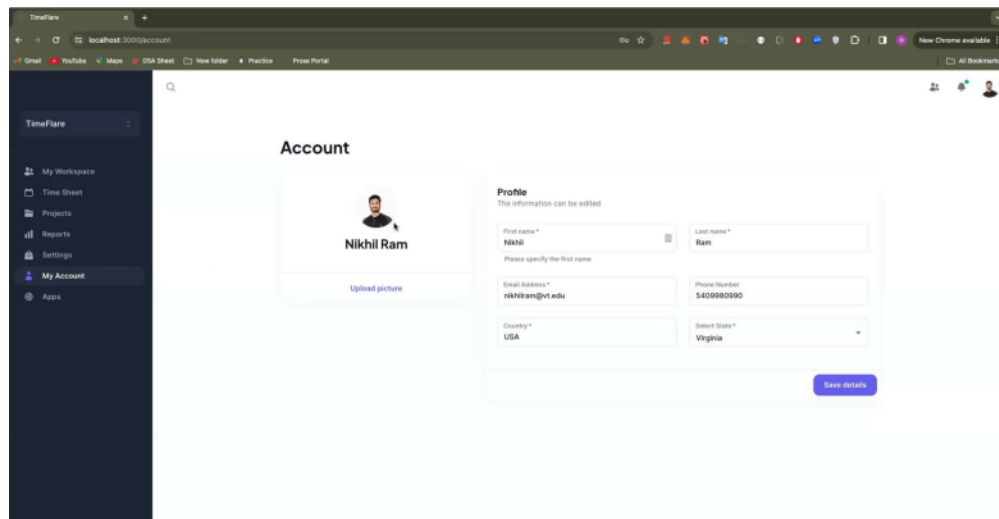 TimeFlare
localhost:3000/account
New Chrome available
Gmail YouTube Maps DSA Sheet New folder Practice Prose Portal
All Bookmarks
TimeFlare
My Workspace
Time Sheet
Projects
Reports
Settings
My Account
Apps
Account
Nikhil Ram
Upload picture
Profile
The information can be edited
First name *
Nikhil
Please specify the first name
Last name *
Ram
Email Address *
nikhilram@vt.edu
Phone Number
5409980990
Country *
USA
Select State *
Virginia
Save details